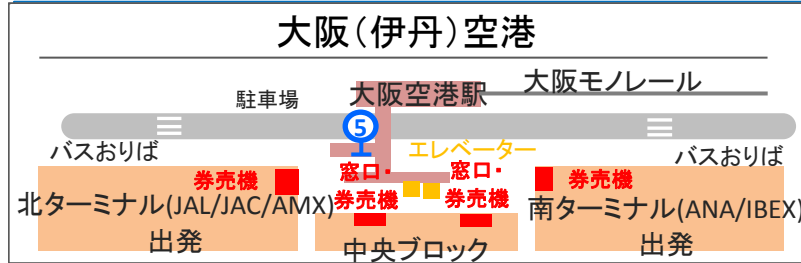 大阪（伊丹）空港
大阪モノレール
大阪空港駅
駐車場
5
バスおりば
エレベーター
バスおりば
窓口・
券売機
窓口・
券売機
券売機
券売機
北ターミナル(JAL/JAC/AMX)
出発
中央ブロック
南ターミナル(ANA/IBEX)
出発